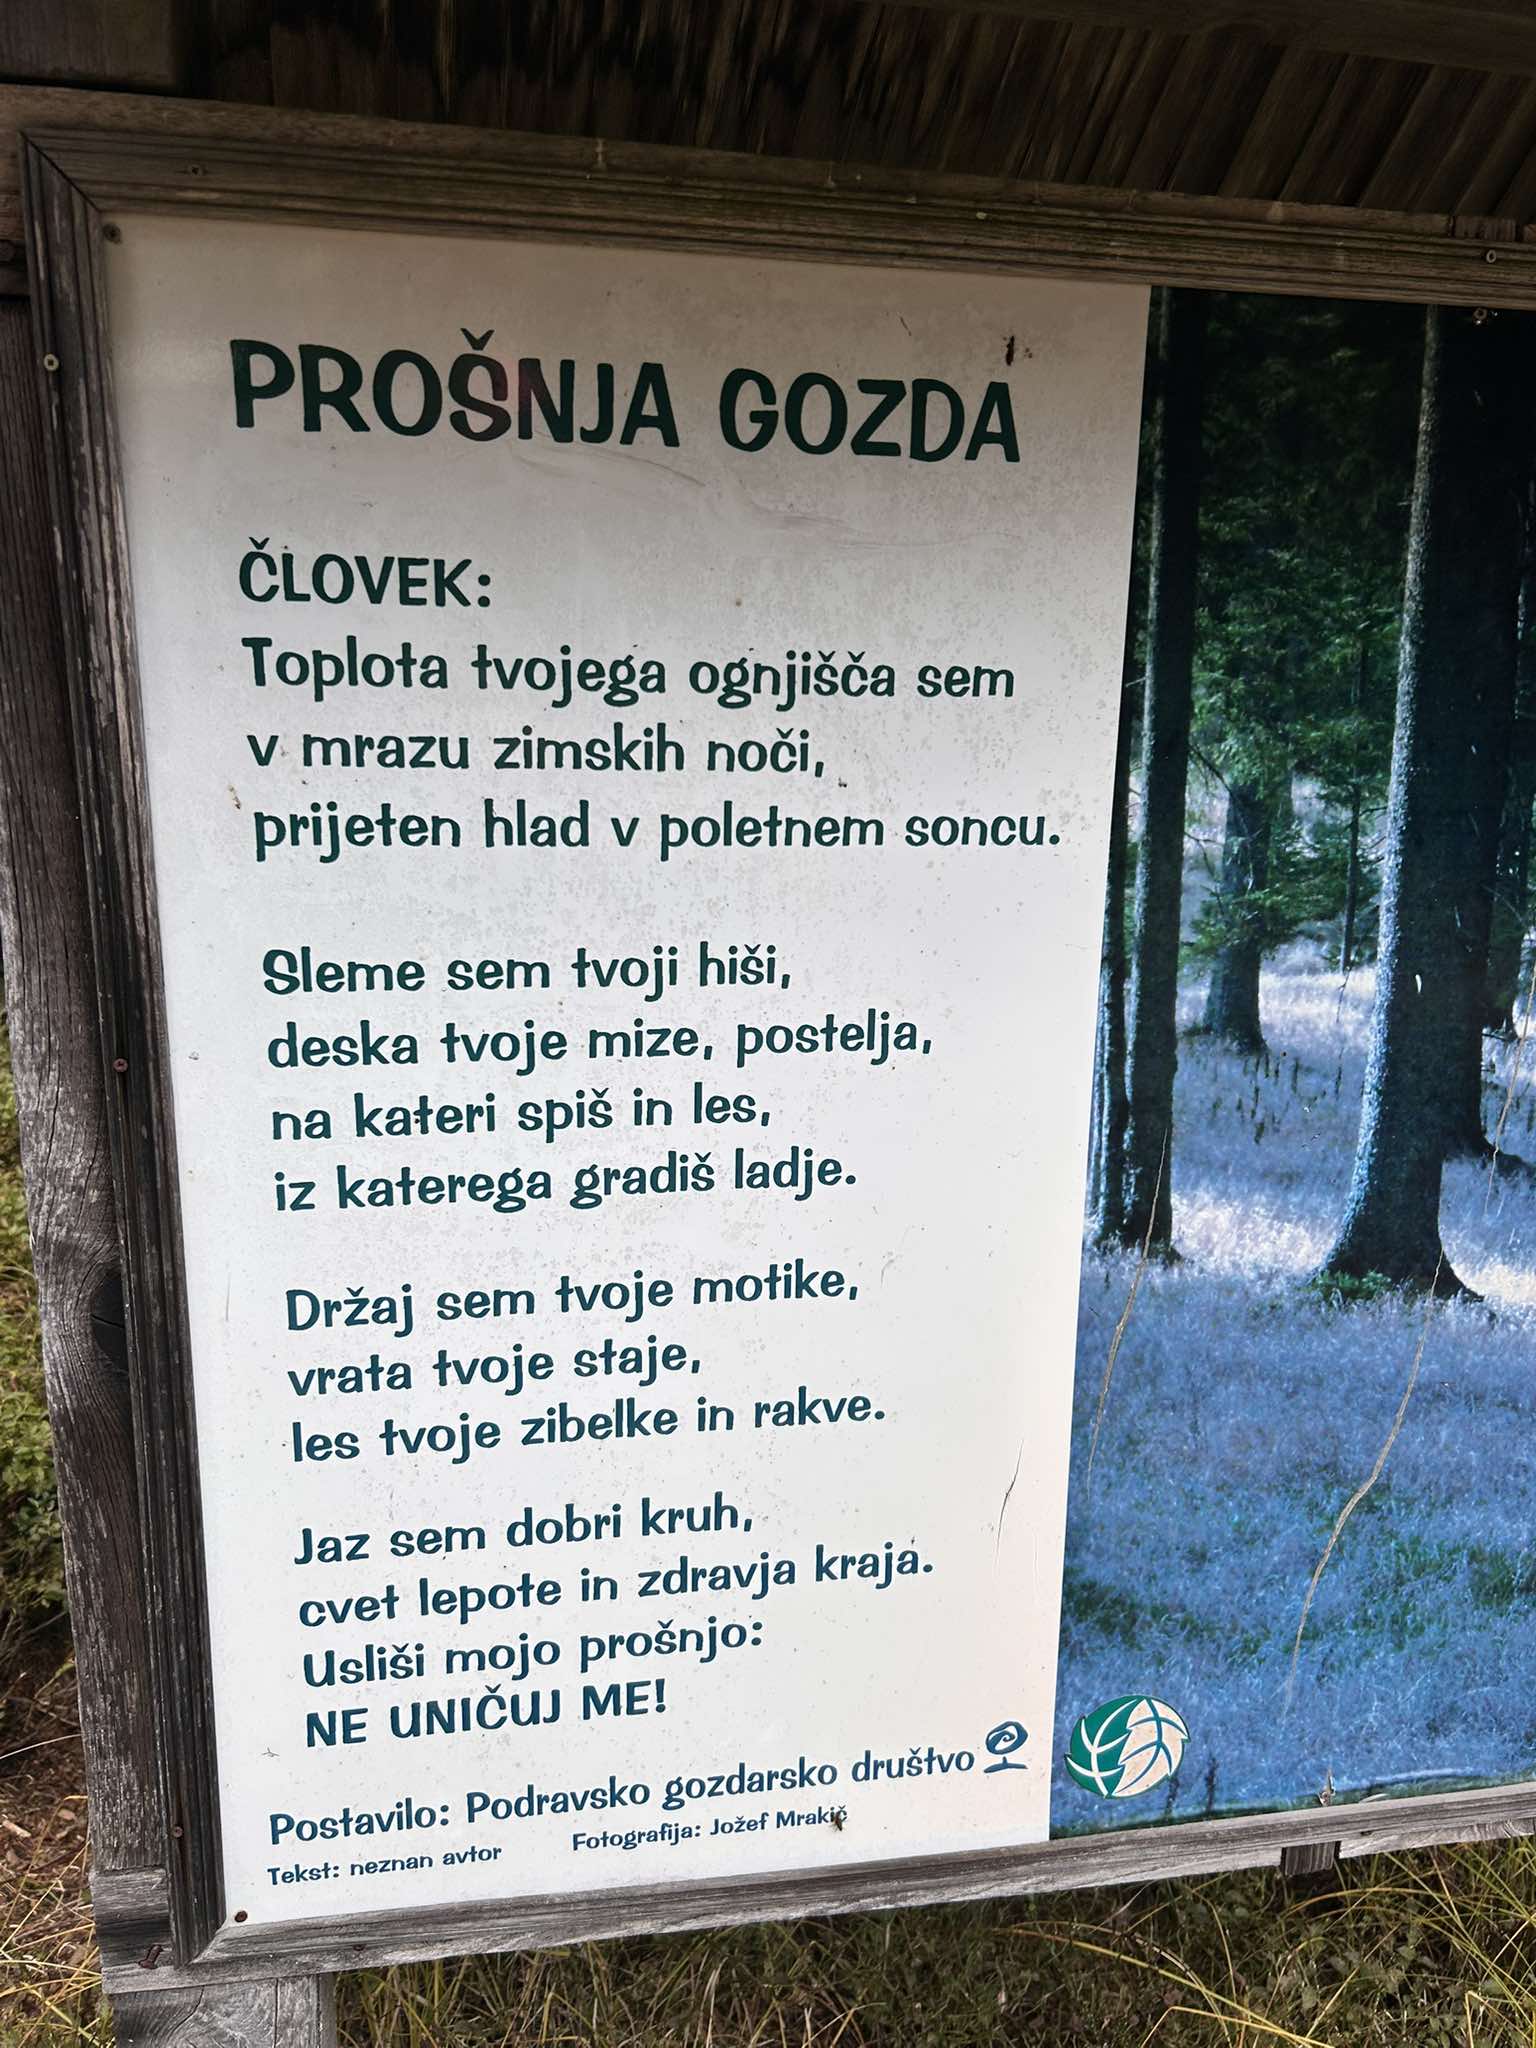 PROŠNJA GOZDA
ČLOVEK:
Toplota tvojega ognjišča sem
v mrazu zimskih noči,
prijeten hlad v poletnem soncu.
Sleme sem tvoji hiši,
deska tvoje mize, postelja,
na kateri spiš in les,
iz katerega gradiš ladje.
Držaj sem tvoje motike,
vrata tvoje staje,
les tvoje zibelke in rakve.
Jaz sem dobri kruh,
cvet lepote in zdravja kraja.
Usliši mojo prošnjo:
NE UNIČUJ ME!
Postavilo: Podravsko gozdarsko društvo
Tekst: neznan avtor Fotografija: Jožef Mrakič